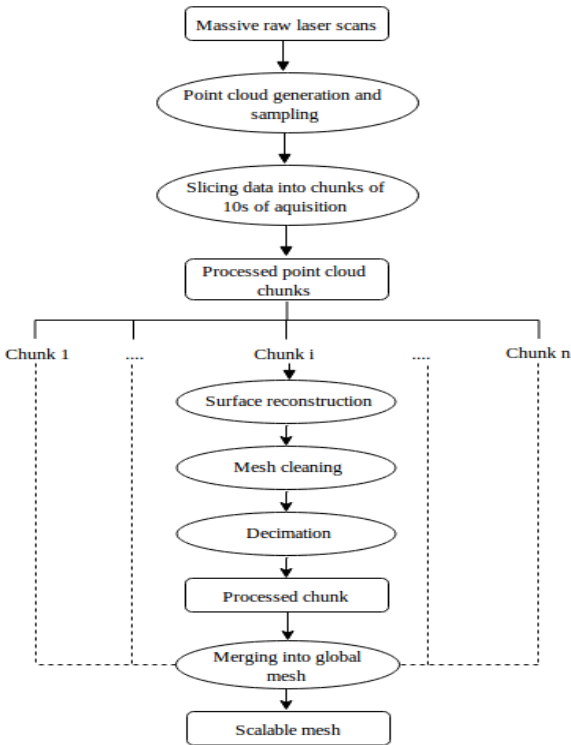 Massive raw laser scans
Point cloud generation and
sampling
Slicing data into chunks of
10s of aquisition
Processed point cloud
chunks
Chunk 1 .... Chunk i .... Chunk n
Surface reconstruction
Mesh cleaning
Decimation
Processed chunk
Merging into global
mesh
Scalable mesh